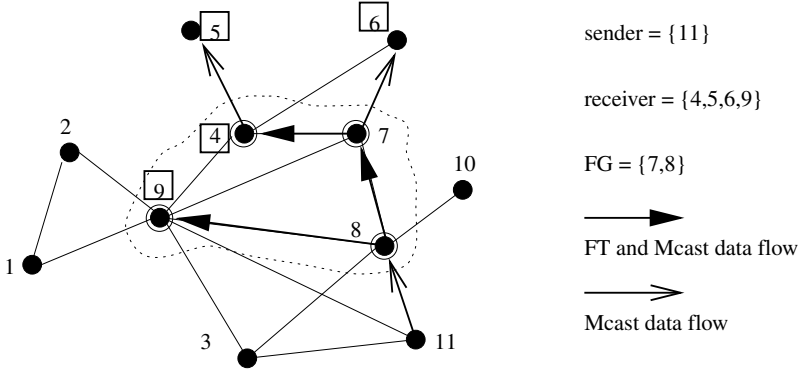 5
6
sender = {11}
receiver = {4,5,6,9}
2
4
7
FG = {7,8}
10
9
8
FT and Mcast data flow
1
3
11
Mcast data flow